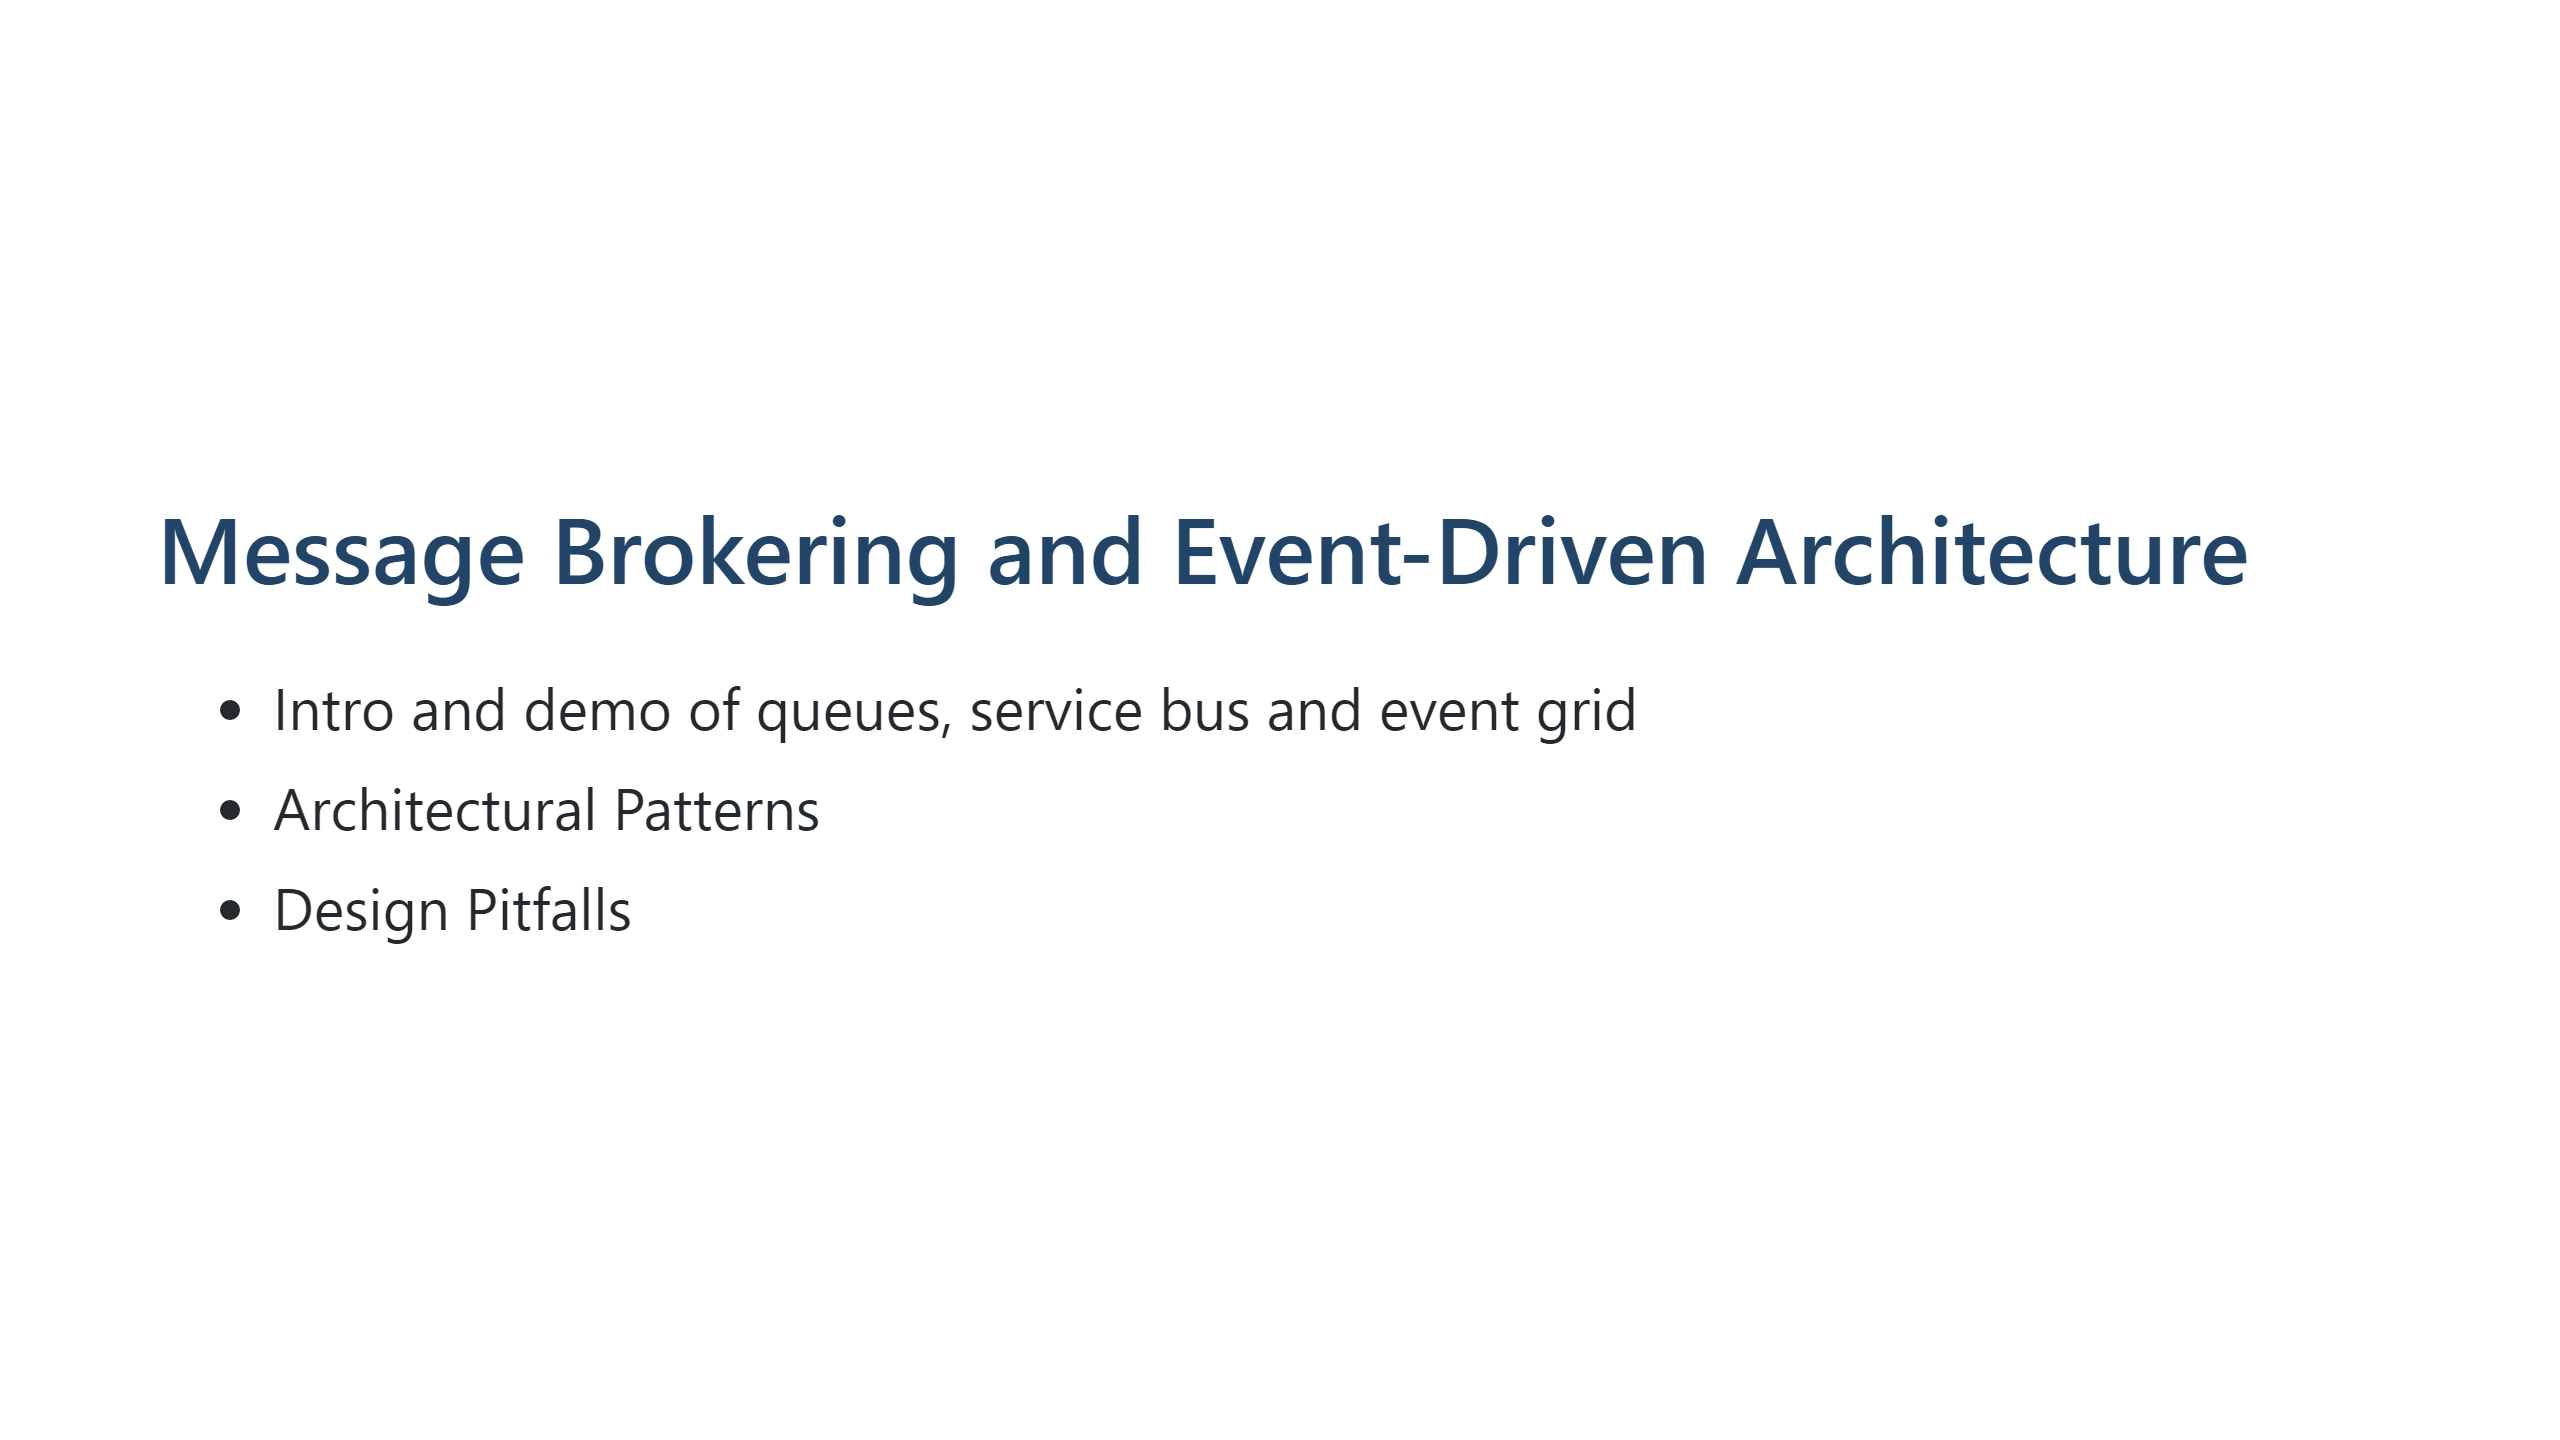 Message Brokering and Event-Driven Architecture
Intro and demo of queues, service bus and event grid
Architectural Patterns
Design Pitfalls